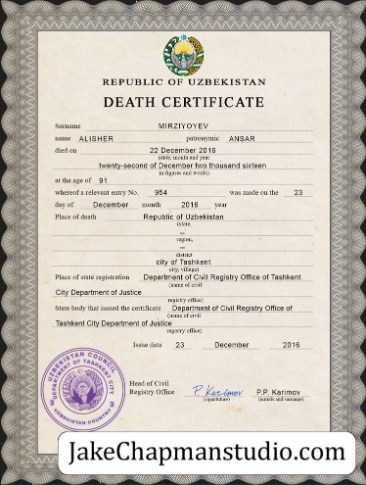 REPUBLIC OF UZBEKISTAN
DEATH CERTIFICATE
Surname MIRZIYOYEV
name ALISHER patronymic ANSAR
died on 22 December 2016
(date, month and year)
twenty-second of December two thousand sixteen
(in figures and words)
at the age of 91
whereof a relevant entry No. 954 was made on the 23
day of December month 2016 year
Place of death Republic of Uzbekistan
(state,
–
region,
–
district
city of Tashkent
city, village)
Place of state registration Department of Civil Registry Office of Tashkent
(name of civil
City Department of Justice
registry office)
State body that issued the certificate Department of Civil Registry Office of
(name of civil
Tashkent City Department of Justice
registry office)
Issue date 23 December 2016
UZBEKISTAN COUNCIL
DEPARTMENT OF TASHKENT CITY
UZBEKISTAN COUNTRY
Head of Civil
Registry Office P. Karimov P.P. Karimov
(signature) (initials and surname)
JakeChapmanstudio.com